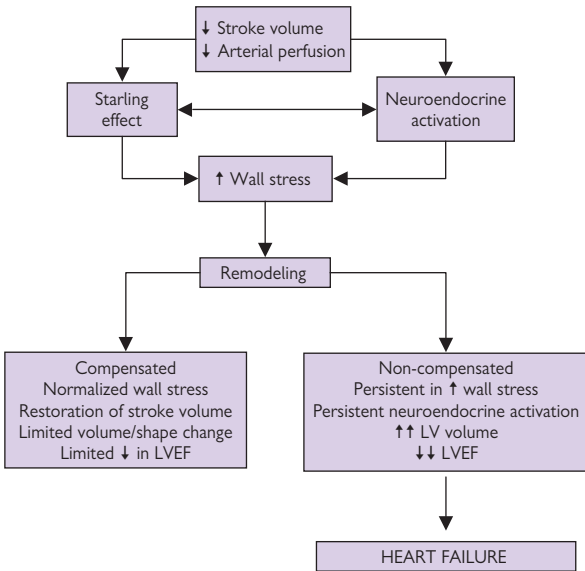 ↓ Stroke volume
↓ Arterial perfusion
Starling
effect
Neuroendocrine
activation
↑ Wall stress
Remodeling
Compensated
Normalized wall stress
Restoration of stroke volume
Limited volume/shape change
Limited ↓ in LVEF
Non-compensated
Persistent in ↑ wall stress
Persistent neuroendocrine activation
↑↑ LV volume
↓↓ LVEF
HEART FAILURE